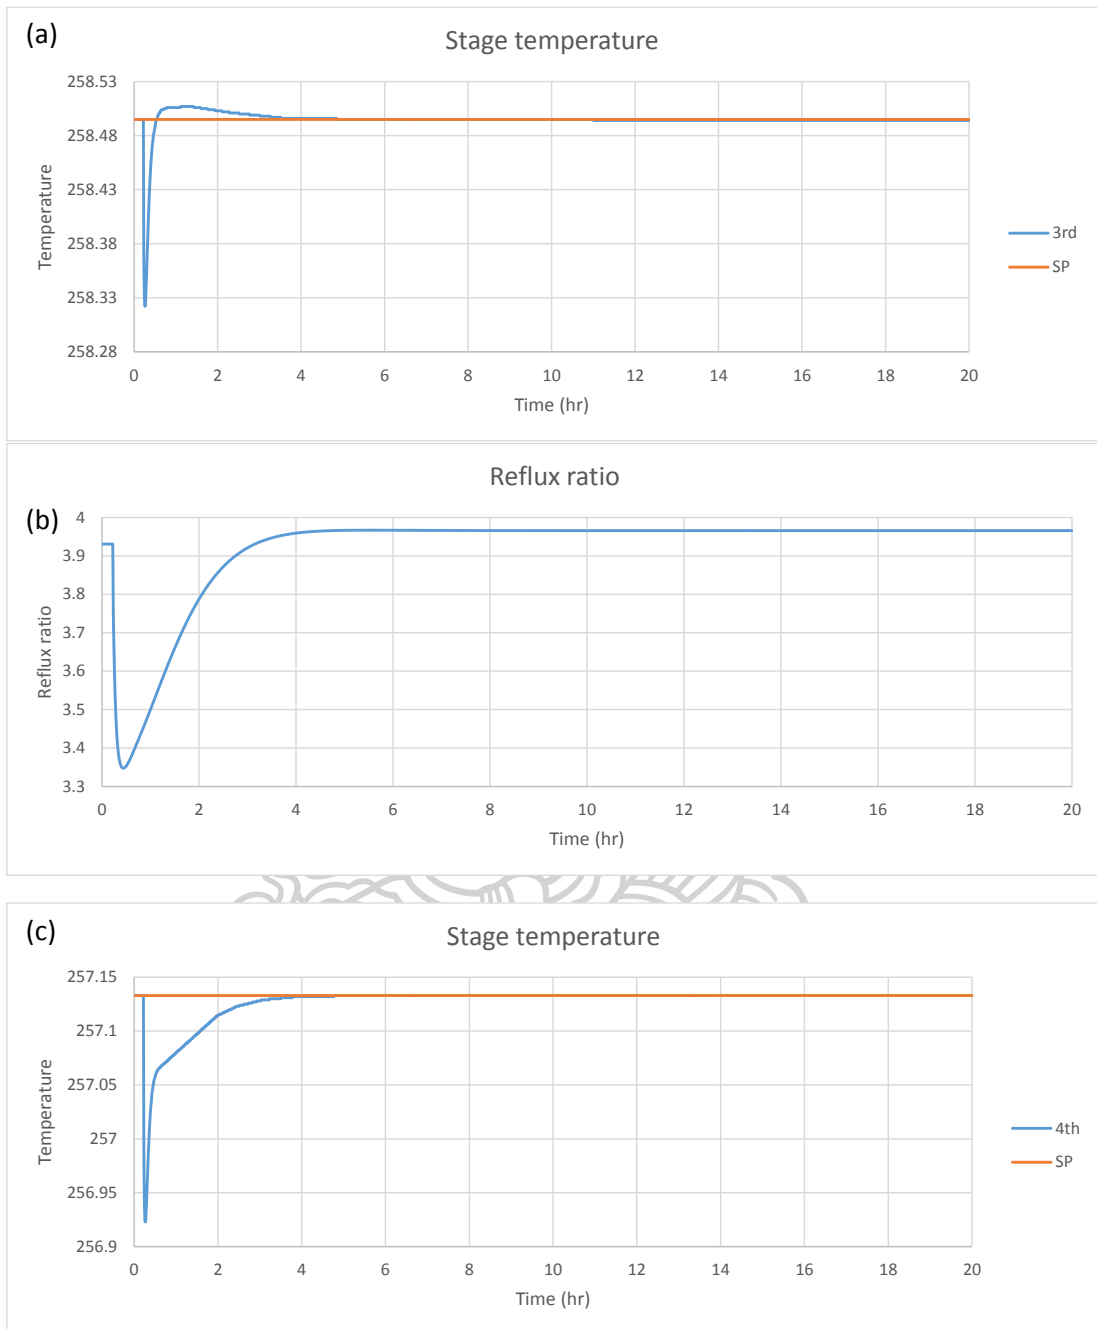 (a)
Stage temperature
258.53
258.48
258.43
258.38
258.33
258.28
Temperature
0 2 4 6 8 10 12 14 16 18 20
Time (hr)
3rd
SP
Reflux ratio
(b)
4
3.9
3.8
3.7
3.6
3.5
3.4
3.3
Reflux ratio
0 2 4 6 8 10 12 14 16 18 20
Time (hr)
(c)
Stage temperature
257.15
257.1
257.05
257
256.95
256.9
Temperature
0 2 4 6 8 10 12 14 16 18 20
Time (hr)
4th
SP